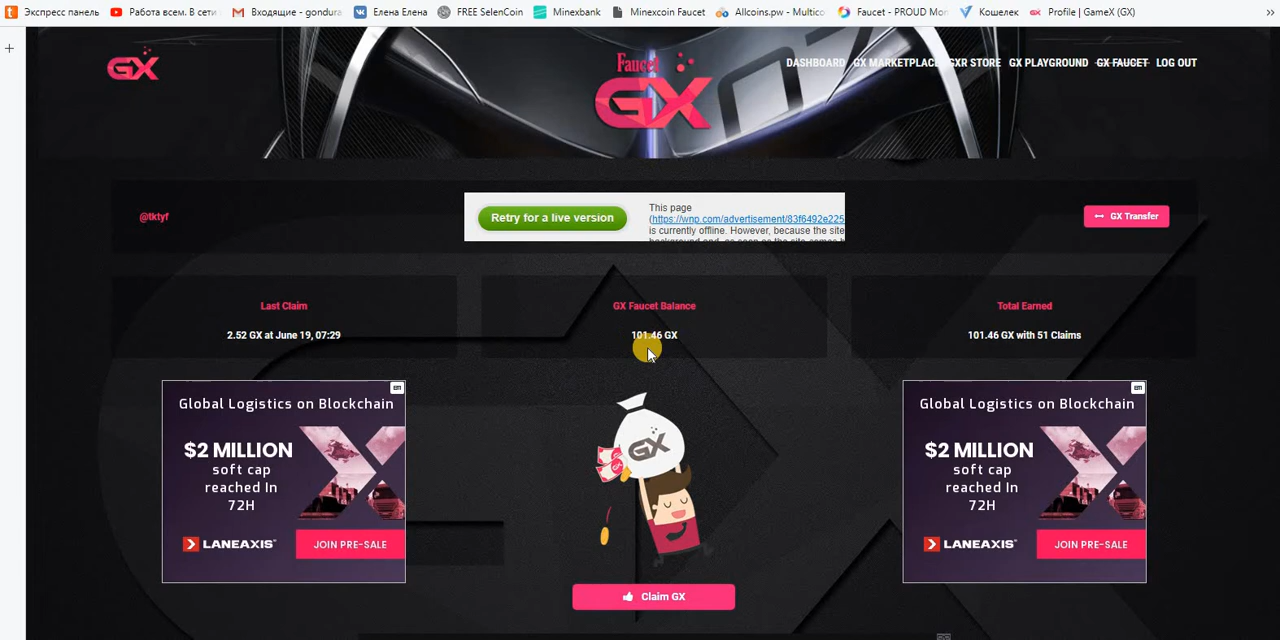 Экспресс панель
Работа всем. В сети
Входящие - gondura
Елена Елена
FREE SelenCoin
Minexbank
Minexcoin Faucet
Allcoins.pw - Multico
Faucet - PROUD Mon
Кошелек
Profile | GameX (GX)
GX
Faucet
GX
DASHBOARD
GX MARKETPLACE
GXR STORE
GX PLAYGROUND
GX FAUCET
LOG OUT
@tktyf
Retry for a live version
This page
(https://wnp.com/advertisement/83f6492e225
is currently offline. However, because the site
GX Transfer
Last Claim
2.52 GX at June 19, 07:29
GX Faucet Balance
101.46 GX
Total Earned
101.46 GX with 51 Claims
Global Logistics on Blockchain
$2 MILLION
soft cap
reached In
72H
LANEAXIS
JOIN PRE-SALE
GX
Claim GX
Global Logistics on Blockchain
$2 MILLION
soft cap
reached In
72H
LANEAXIS
JOIN PRE-SALE